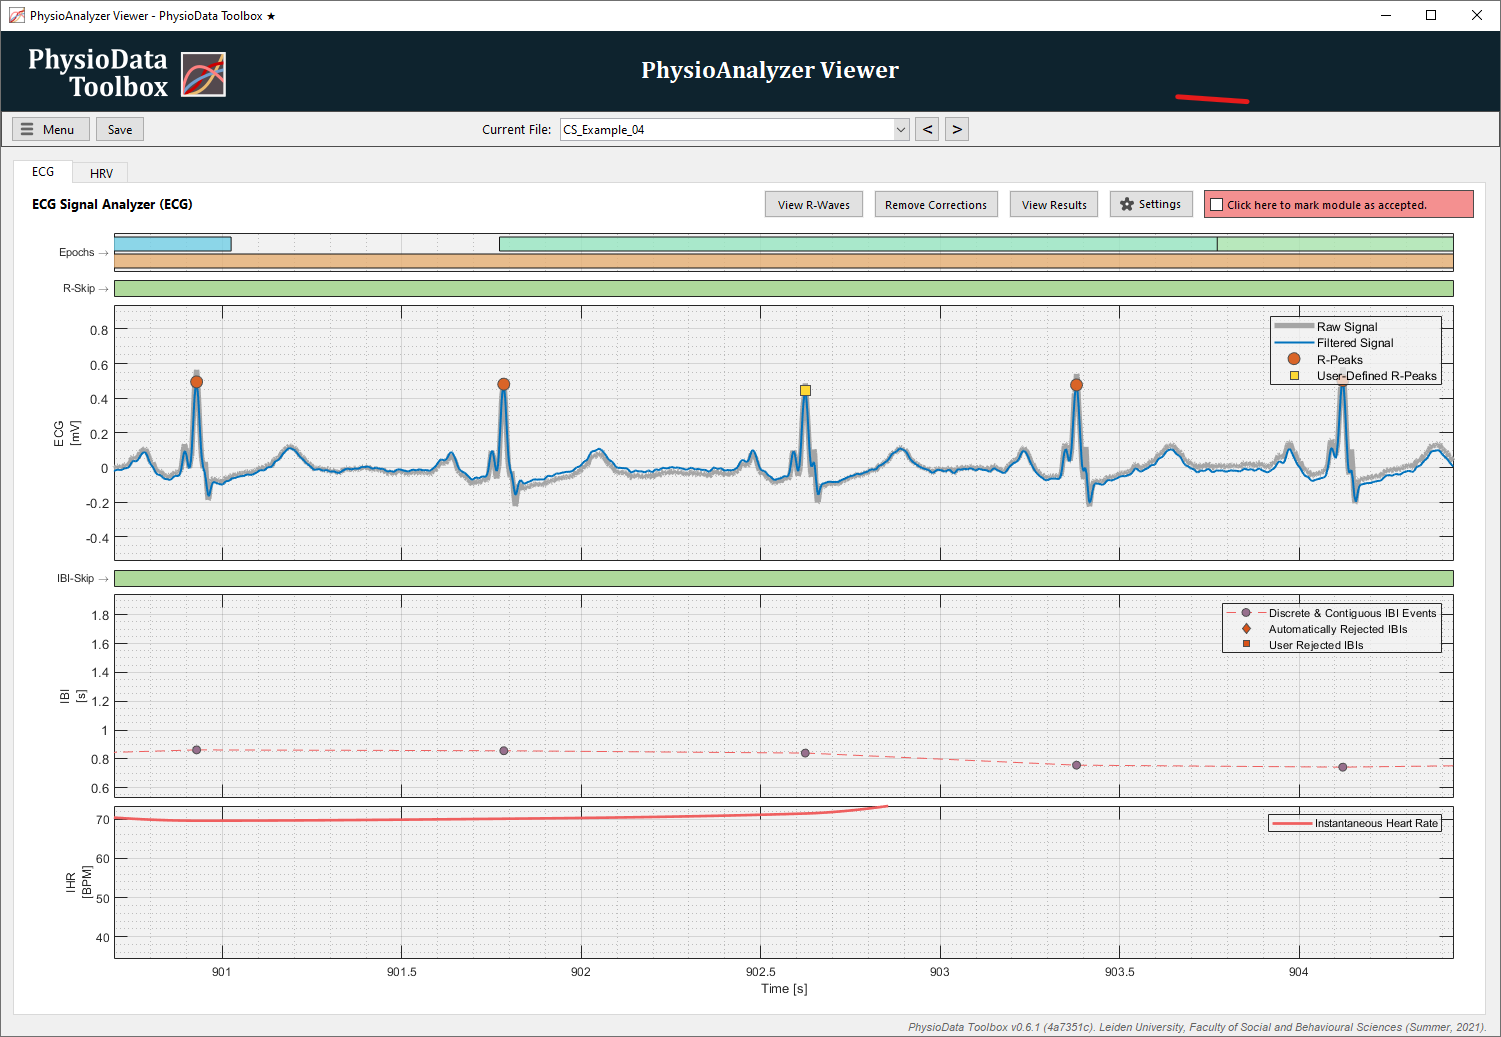 PhysioAnalyzer Viewer - PhysioData Toolbox ★
PhysioData
Toolbox
PhysioAnalyzer Viewer
Menu
Save
Current File:
CS_Example_04
<
>
ECG
HRV
ECG Signal Analyzer (ECG)
View R-Waves
Remove Corrections
View Results
Settings
Click here to mark module as accepted.
Epochs →
R-Skip →
0.8
0.6
0.4
0.2
0
-0.2
-0.4
ECG
[mV]
Raw Signal
Filtered Signal
R-Peaks
User-Defined R-Peaks
IBI-Skip →
1.8
1.6
1.4
1.2
1
0.8
0.6
IBI
[s]
Discrete & Contiguous IBI Events
Automatically Rejected IBIs
User Rejected IBIs
70
60
50
40
IHR
[BPM]
Instantaneous Heart Rate
901
901.5
902
902.5
903
903.5
904
Time [s]
PhysioData Toolbox v0.6.1 (4a7351c). Leiden University, Faculty of Social and Behavioural Sciences (Summer, 2021).